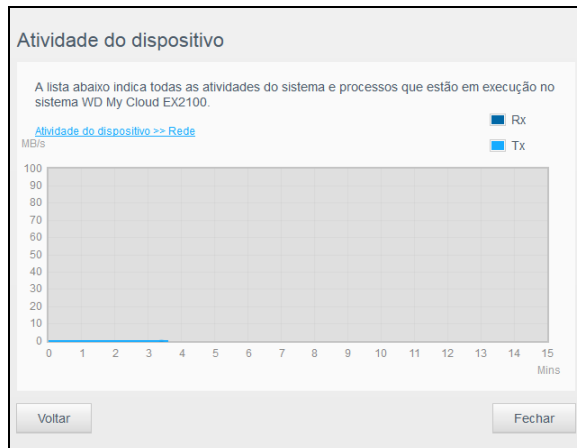 Atividade do dispositivo
A lista abaixo indica todas as atividades do sistema e processos que estão em execução no
sistema WD My Cloud EX2100.
Rx
Atividade do dispositivo >> Rede
Tx
MB/s
100
90
80
70
60
50
40
30
20
10
0
0 1 2 3 4 5 6 7 8 9 10 11 12 13 14 15
Mins
Voltar
Fechar